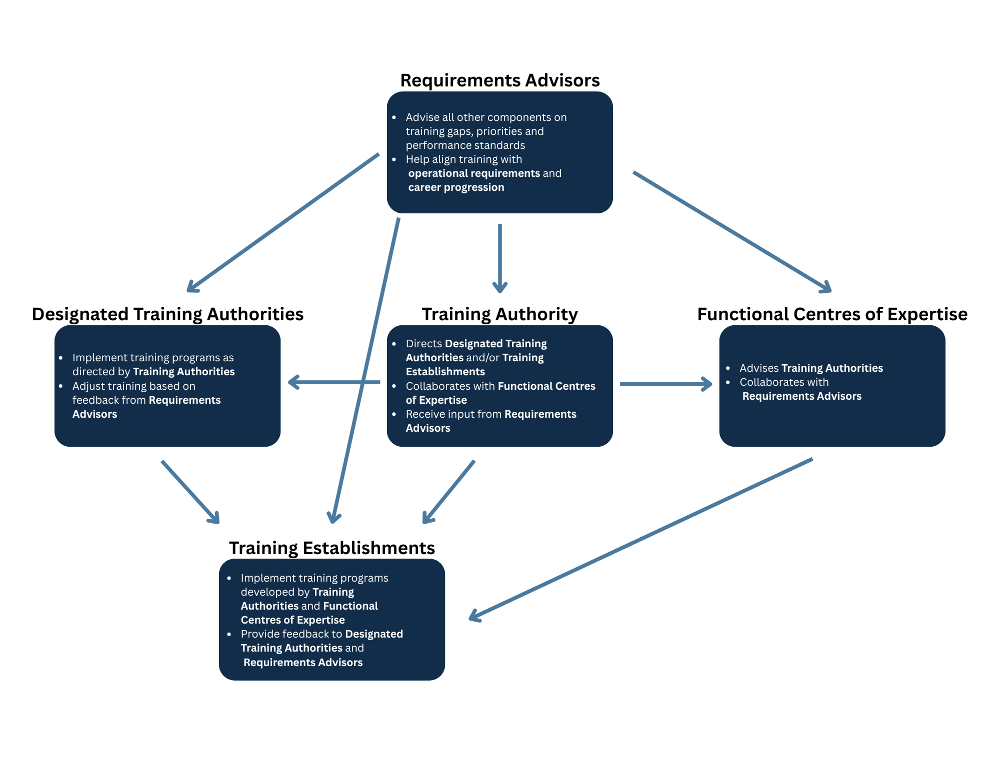 Requirements Advisors
• Advise all other components on
training gaps, priorities and
performance standards
• Help align training with
operational requirements and
career progression
Designated Training Authorities
• Implement training programs as
directed by Training Authorities
• Adjust training based on
feedback from Requirements
Advisors
Training Authority
• Directs Designated Training
Authorities and/or Training
Establishments
• Collaborates with Functional Centres
of Expertise
• Receive input from Requirements
Advisors
Functional Centres of Expertise
• Advises Training Authorities
• Collaborates with
Requirements Advisors
Training Establishments
• Implement training programs
developed by Training
Authorities and Functional
Centres of Expertise
• Provide feedback to Designated
Training Authorities and
Requirements Advisors